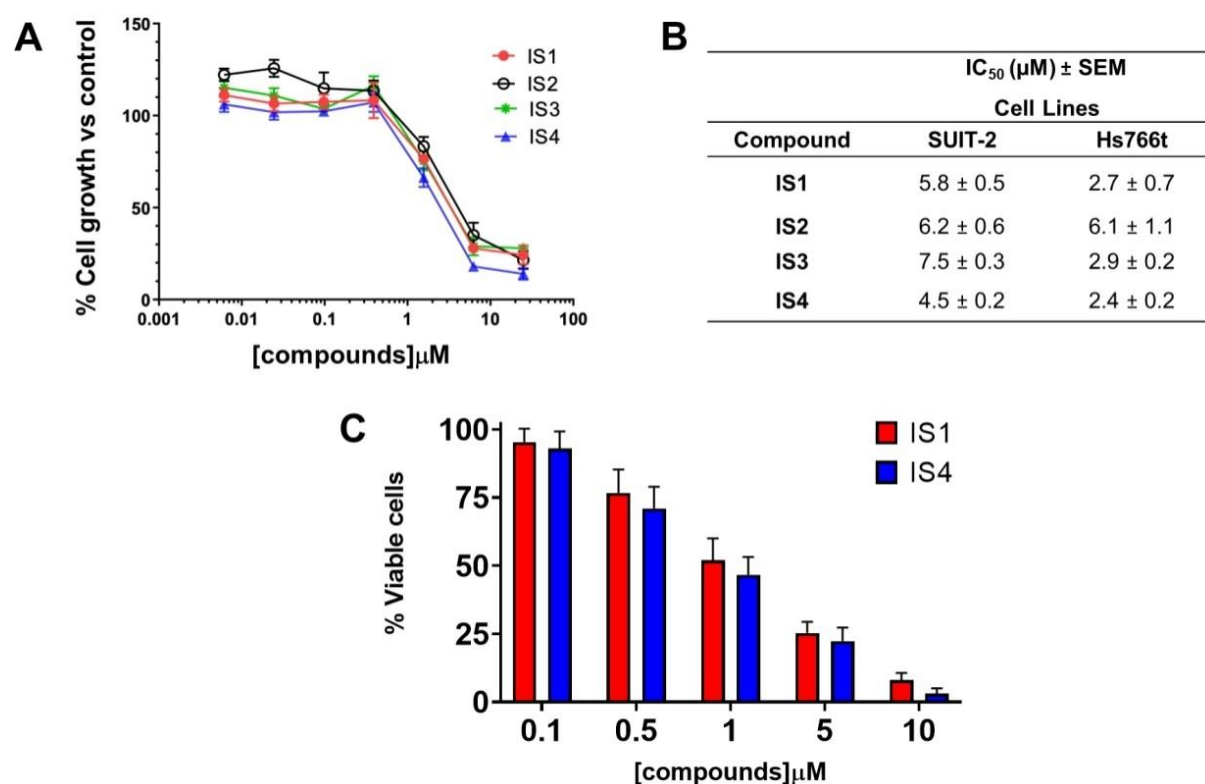 A
% Cell growth vs control
150
100
50
0
0.001 0.01 0.1 1 10 100
[compounds]μM
IS1
IS2
IS3
IS4
B
IC50 (μM) ± SEM
Cell Lines
Compound SUIT-2 Hs766t
IS1 5.8 ± 0.5 2.7 ± 0.7
IS2 6.2 ± 0.6 6.1 ± 1.1
IS3 7.5 ± 0.3 2.9 ± 0.2
IS4 4.5 ± 0.2 2.4 ± 0.2
C
% Viable cells
100
75
50
25
0
0.1 0.5 1 5 10
[compounds]μM
IS1
IS4